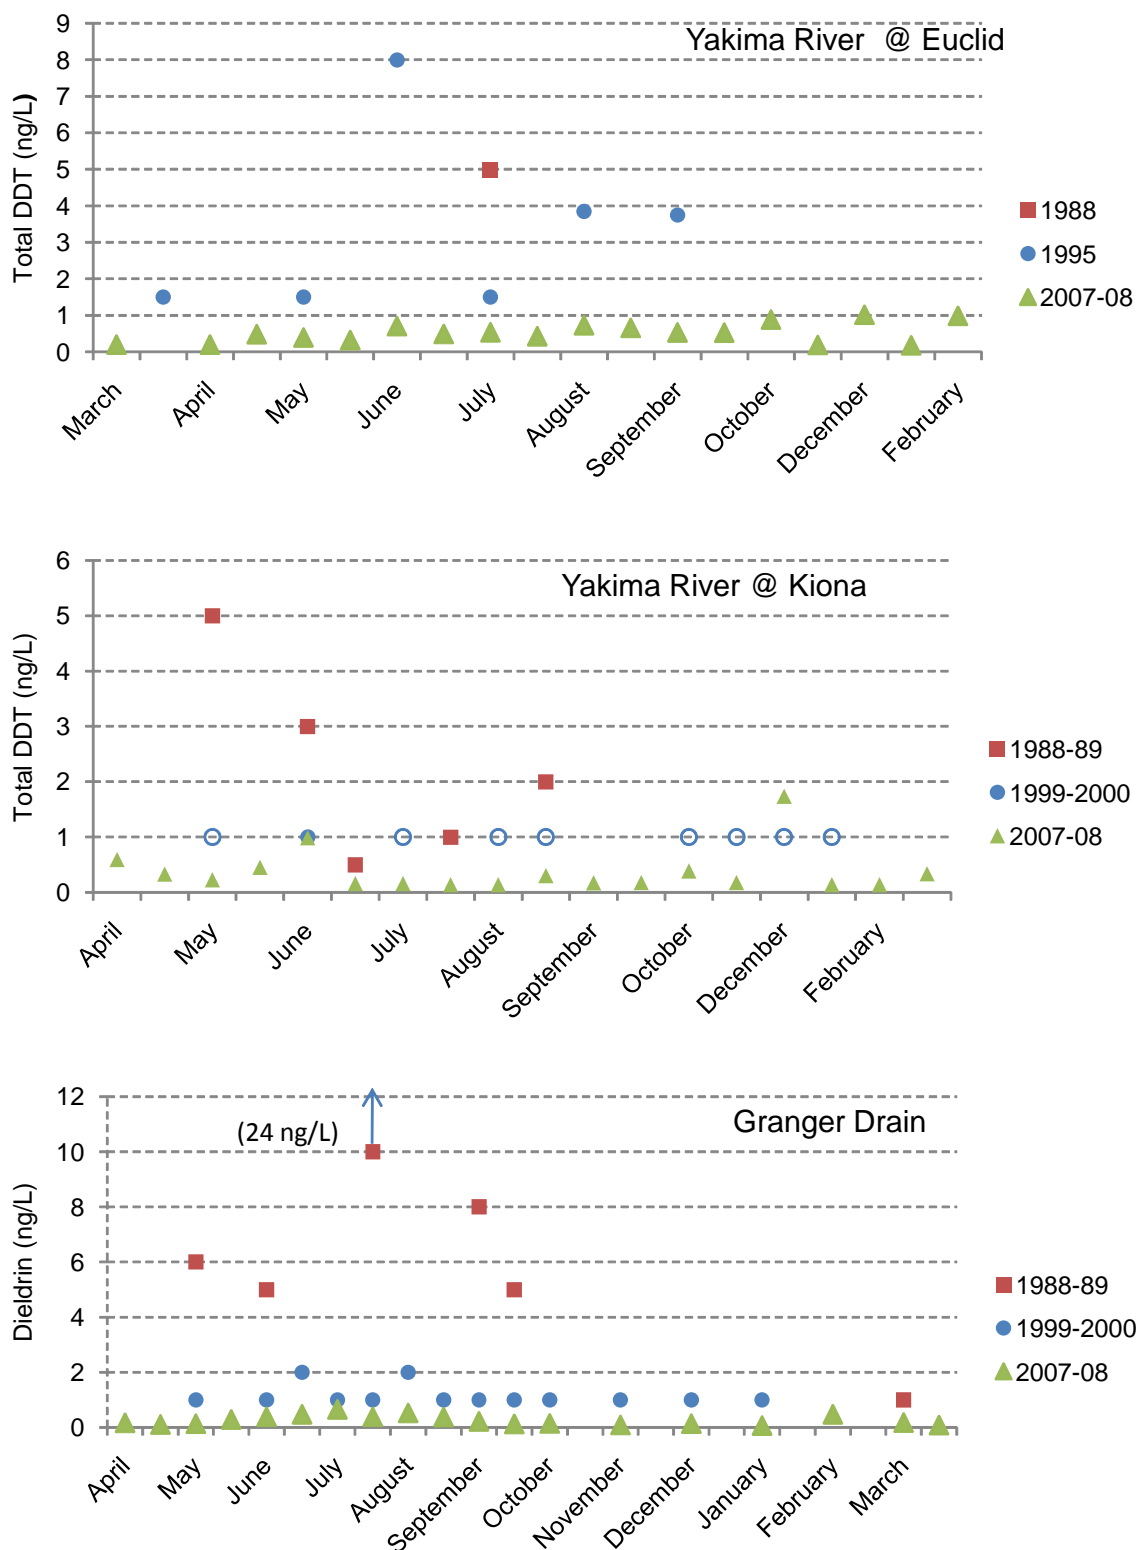 Yakima River @ Euclid
Total DDT (ng/L)
9
8
7
6
5
4
3
2
1
0
March
April
May
June
July
August
September
October
December
February
1988
1995
2007-08
Yakima River @ Kiona
Total DDT (ng/L)
6
5
4
3
2
1
0
April
May
June
July
August
September
October
December
February
1988-89
1999-2000
2007-08
Granger Drain
(24 ng/L)
Dieldrin (ng/L)
12
10
8
6
4
2
0
April
May
June
July
August
September
October
November
December
January
February
March
1988-89
1999-2000
2007-08